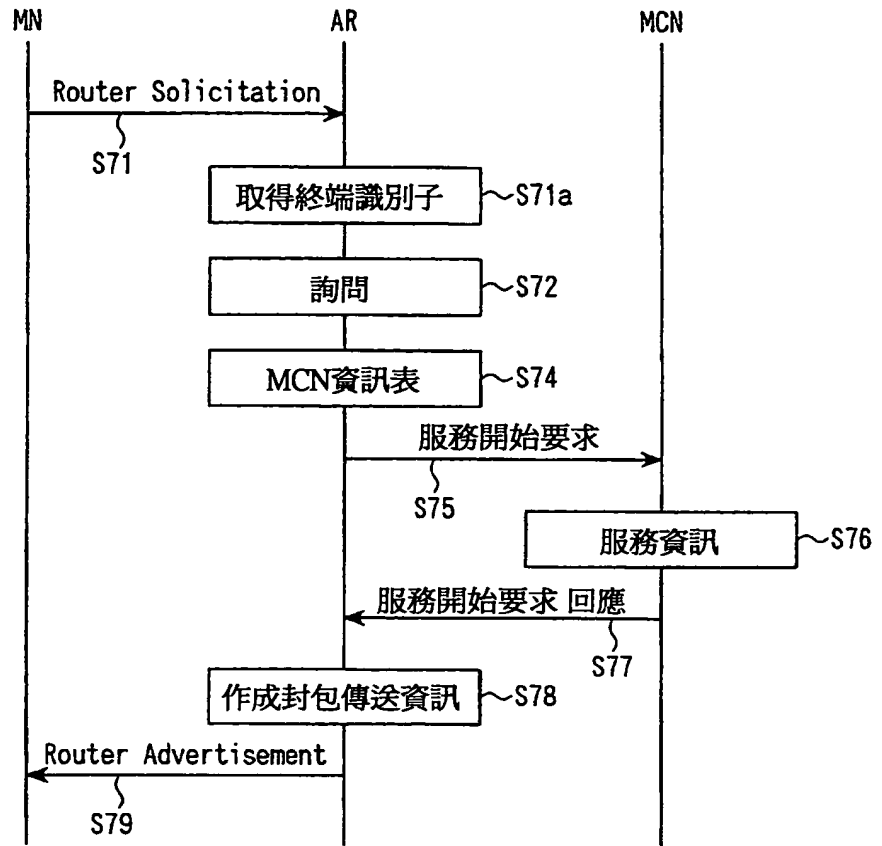 MN
AR
MCN
Router Solicitation
S71
取得終端識別子
S71a
詢問
S72
MCN資訊表
S74
服務開始要求
S75
服務資訊
S76
服務開始要求 回應
S77
作成封包傳送資訊
S78
Router Advertisement
S79